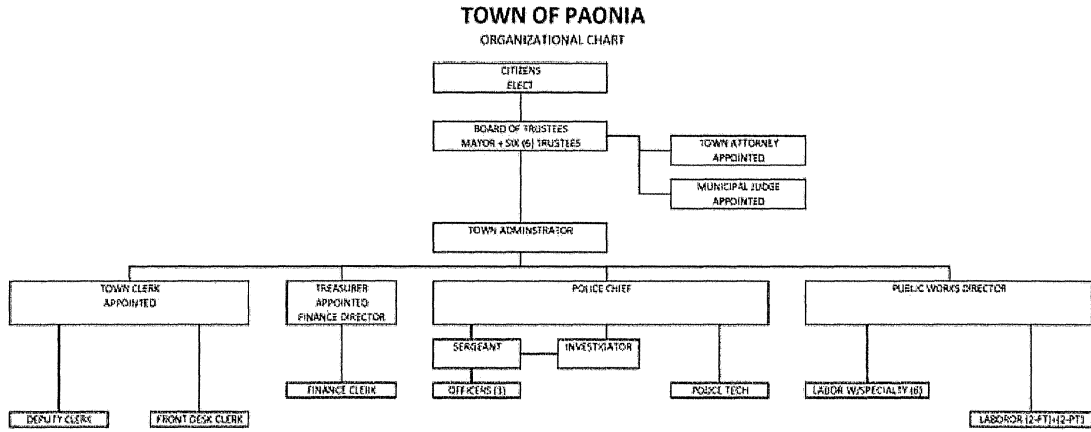 TOWN OF PAONIA
ORGANIZATIONAL CHART
CITIZENS
ELECT
BOARD OF TRUSTEES
MAYOR + SIX (6) TRUSTEES
TOWN ATTORNEY
APPOINTED
MUNICIPAL JUDGE
APPOINTED
TOWN ADMINSTRATOR
TOWN CLERK
APPOINTED
TREASURER
APPOINTED
FINANCE DIRECTOR
POLICE CHIEF
PUBLIC WORKS DIRECTOR
SERGEANT
INVESTIGATOR
FINANCE CLERK
OFFICERS (3)
POLICE TECH
LABOR W/SPECIALTY (6)
DEPUTY CLERK
FRONT DESK CLERK
LABOROR (2-FT)+(2-PT)